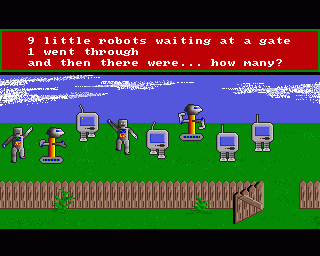 9 little robots waiting at a gate
1 went through
and then there were... how many?